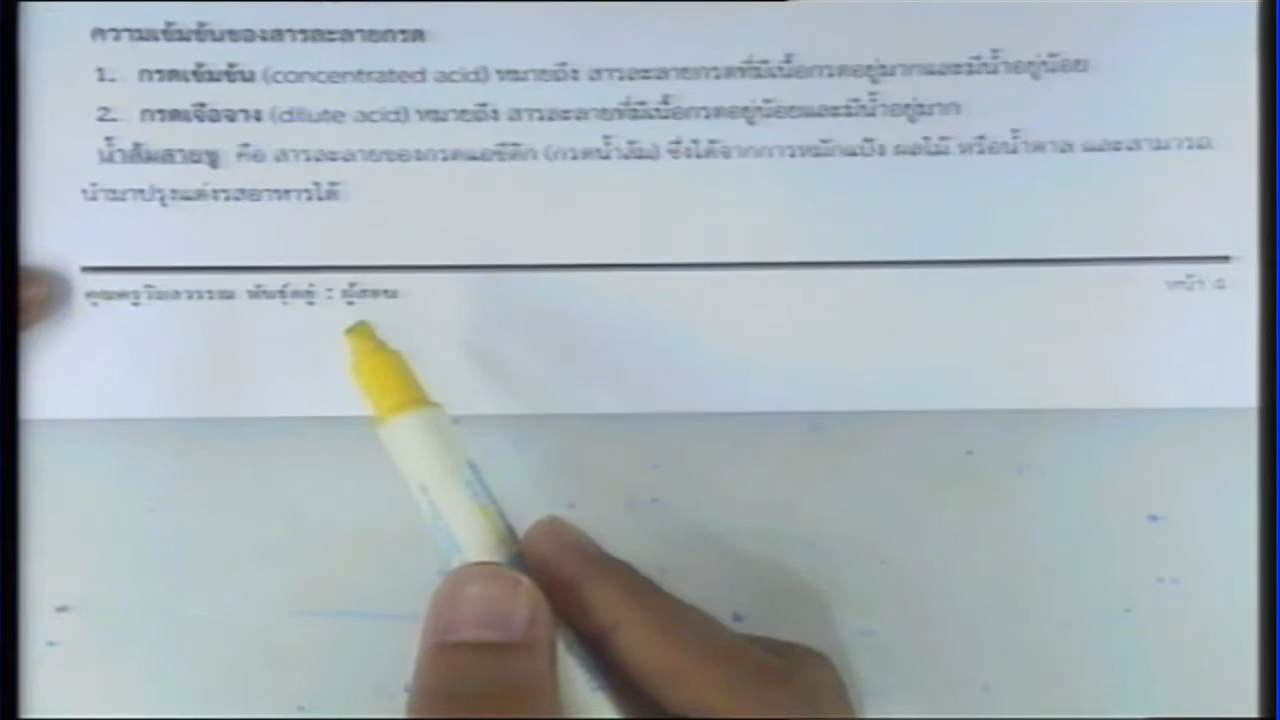 ความเข้มข้นของสารละลายกรด
1. กรดเข้มข้น (concentrated acid) หมายถึง สารละลายกรดที่มีเนื้อกรดอยู่มากและมีน้ำอยู่น้อย
2. กรดเจือจาง (dilute acid) หมายถึง สารละลายที่มีเนื้อกรดอยู่น้อยและมีน้ำอยู่มาก
น้ำส้มสายชู คือ สารละลายของกรดแอซีติก (กรดน้ำส้ม) ซึ่งได้จากการหมักแป้ง ผลไม้ หรือน้ำตาล และสามารถ
นำมาปรุงแต่งรสอาหารได้
คุณครูวิมลวรรณ : ผู้สอน
หน้า